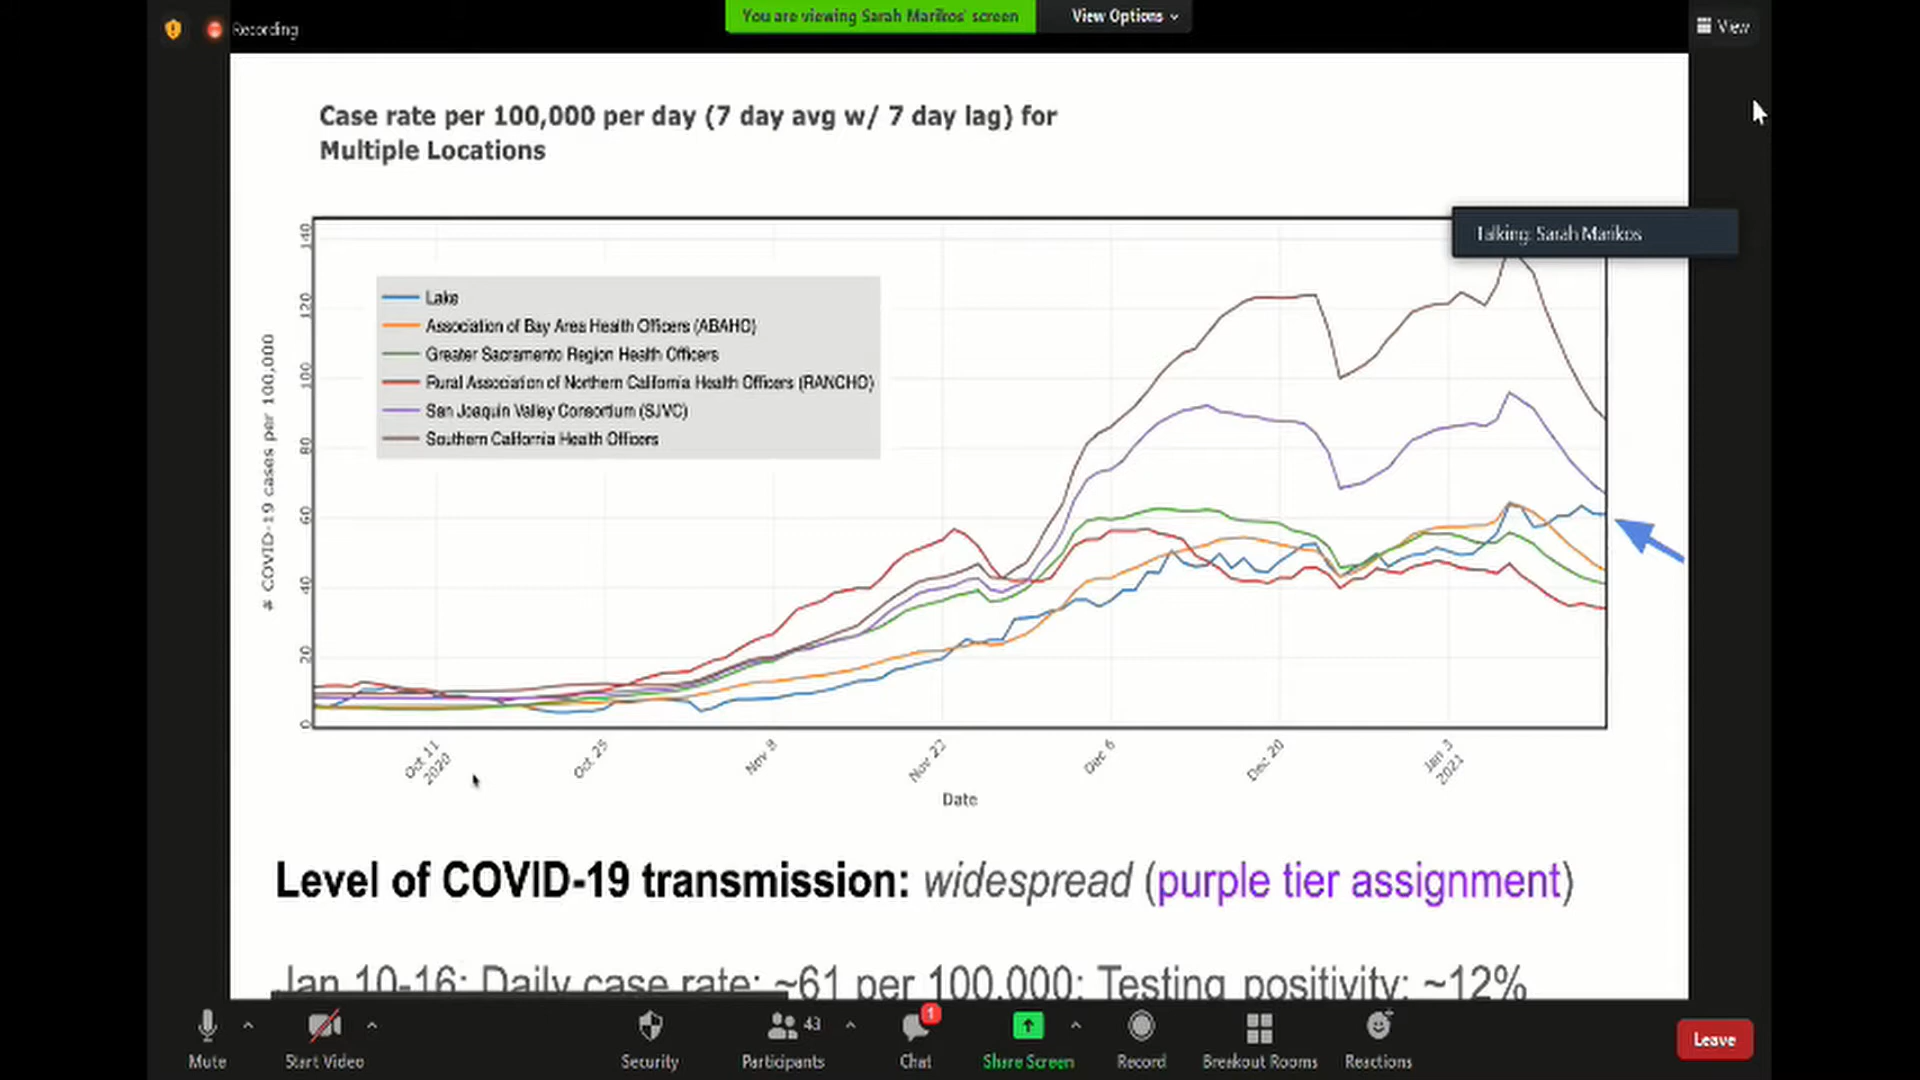 Recording
You are viewing Sarah Marikos' screen
View Options
View
Case rate per 100,000 per day (7 day avg w/ 7 day lag) for
Multiple Locations
Talking: Sarah Marikos
# COVID-19 cases per 100,000
140
120
100
80
60
40
20
0
Lake
Association of Bay Area Health Officers (ABAHO)
Greater Sacramento Region Health Officers
Rural Association of Northern California Health Officers (RANCHO)
San Joaquin Valley Consortium (SJVC)
Southern California Health Officers
Oct 11
2020
Oct 25
Nov 8
Nov 22
Dec 6
Dec 20
Jan 3
2021
Date
Level of COVID-19 transmission: widespread (purple tier assignment)
Jan 10-16: Daily case rate: ~61 per 100,000; Testing positivity: ~12%
Mute
Start Video
Security
Participants
43
Chat
1
Share Screen
Record
Breakout Rooms
Reactions
Leave